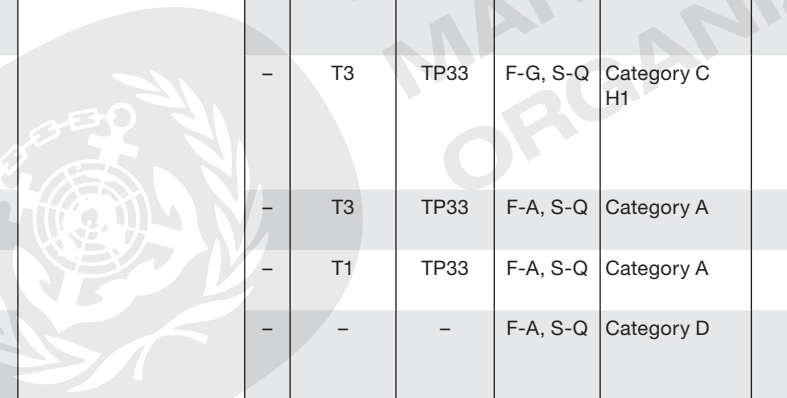 – T3 TP33 F-G, S-Q Category C
H1
– T3 TP33 F-A, S-Q Category A
– T1 TP33 F-A, S-Q Category A
– – – F-A, S-Q Category D